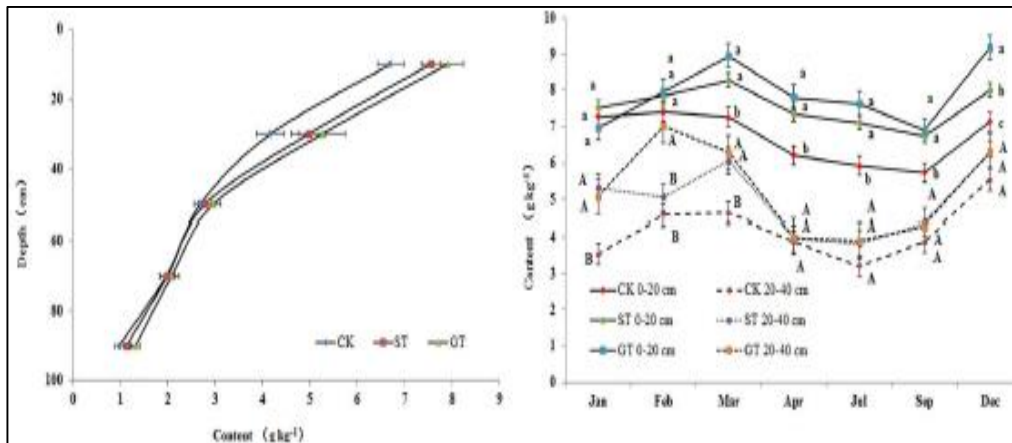 0
20
40
60
80
100
Depth (cm)
0 1 2 3 4 5 6 7 8 9
Content (g kg⁻¹)
CK ST GT
10
9
8
7
6
5
4
3
2
1
0
Content (g kg⁻¹)
a a a a a a
a a a a a b
a a b b b b c
A A A A A A A
A B A A A A A
B B B A A A A
CK 0-20 cm CK 20-40 cm
ST 0-20 cm ST 20-40 cm
GT 0-20 cm GT 20-40 cm
Jan Feb Mar Apr Jul Sep Dec